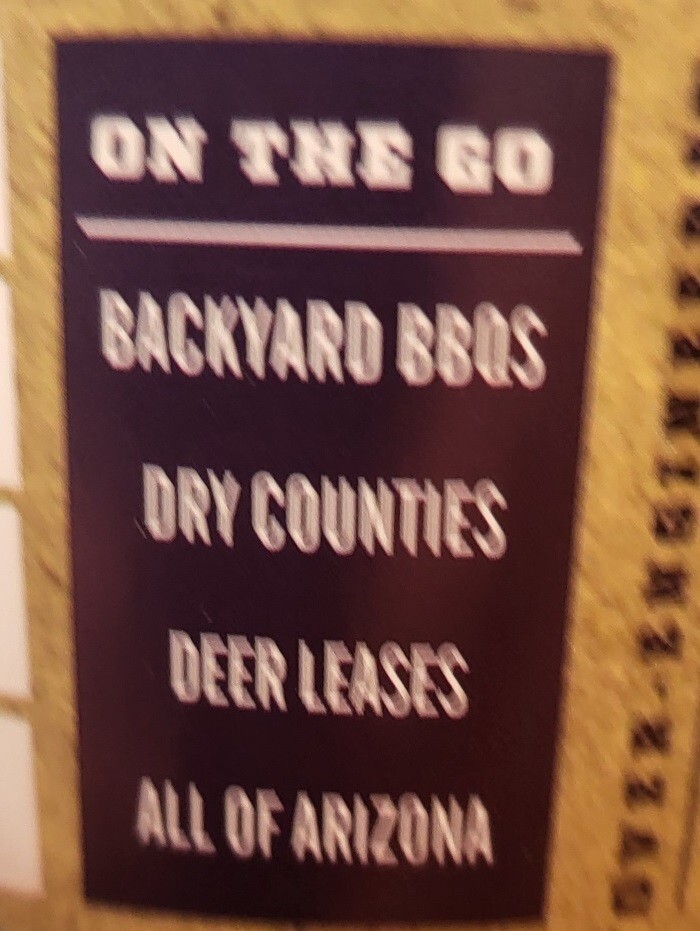 ON THE GO
BACKYARD BBQS
DRY COUNTIES
DEER LEASES
ALL OF ARIZONA